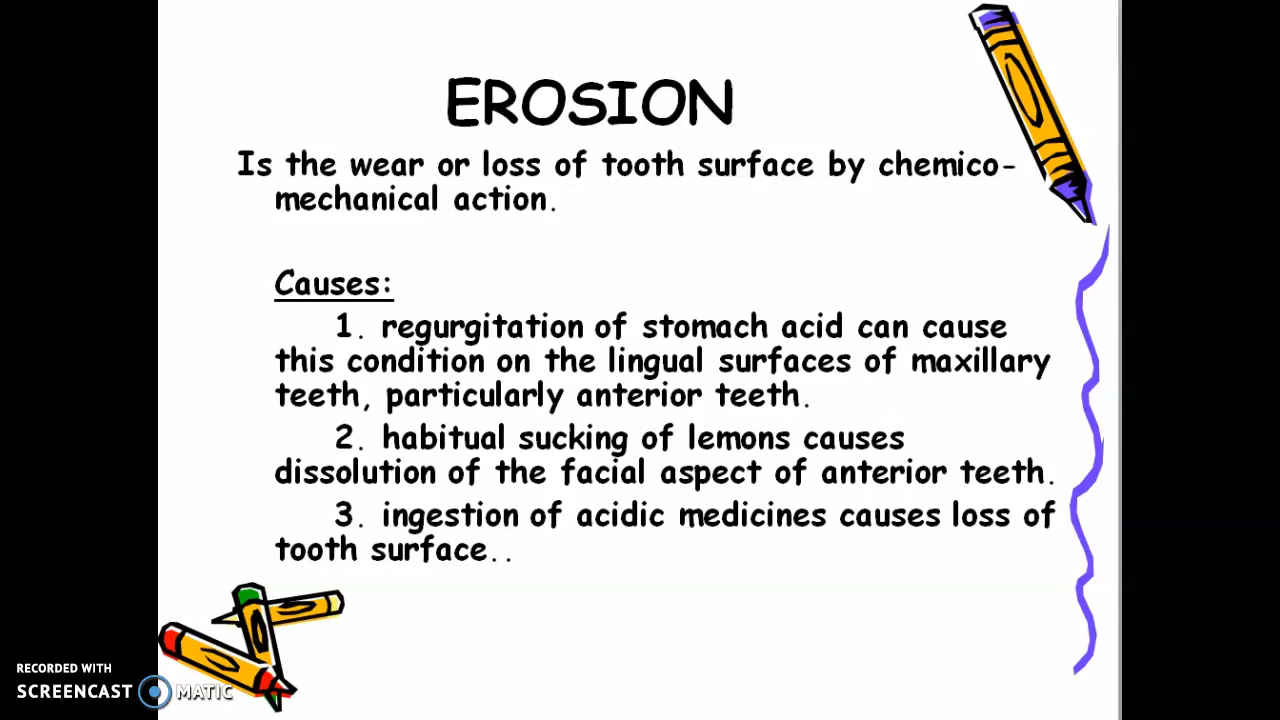 EROSION
Is the wear or loss of tooth surface by chemico-
mechanical action.
Causes:
1. regurgitation of stomach acid can cause
this condition on the lingual surfaces of maxillary
teeth, particularly anterior teeth.
2. habitual sucking of lemons causes
dissolution of the facial aspect of anterior teeth.
3. ingestion of acidic medicines causes loss of
tooth surface..
RECORDED WITH
SCREENCAST MATIC